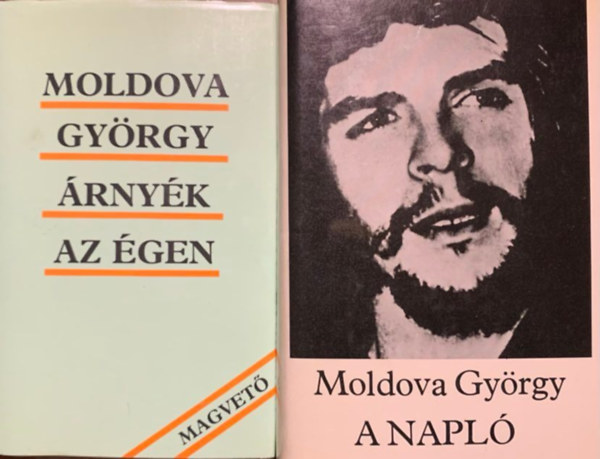 MOLDOVA
GYÖRGY
ÁRNYÉK
AZ ÉGEN
MAGVETŐ
Moldova György
A NAPLÓ